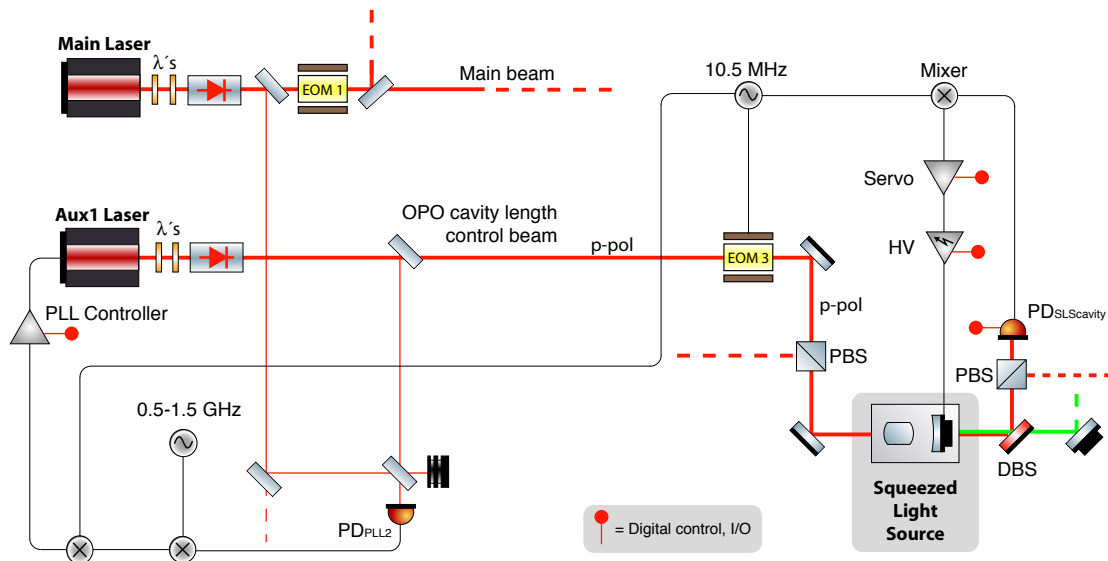 Main Laser
λ´s
EOM 1
Main beam
10.5 MHz
Mixer
Servo
Aux1 Laser
λ´s
OPO cavity length
control beam
p-pol
EOM 3
HV
PLL Controller
p-pol
PDSLScavity
PBS
PBS
0.5-1.5 GHz
DBS
Squeezed
Light
Source
PDPLL2
= Digital control, I/O